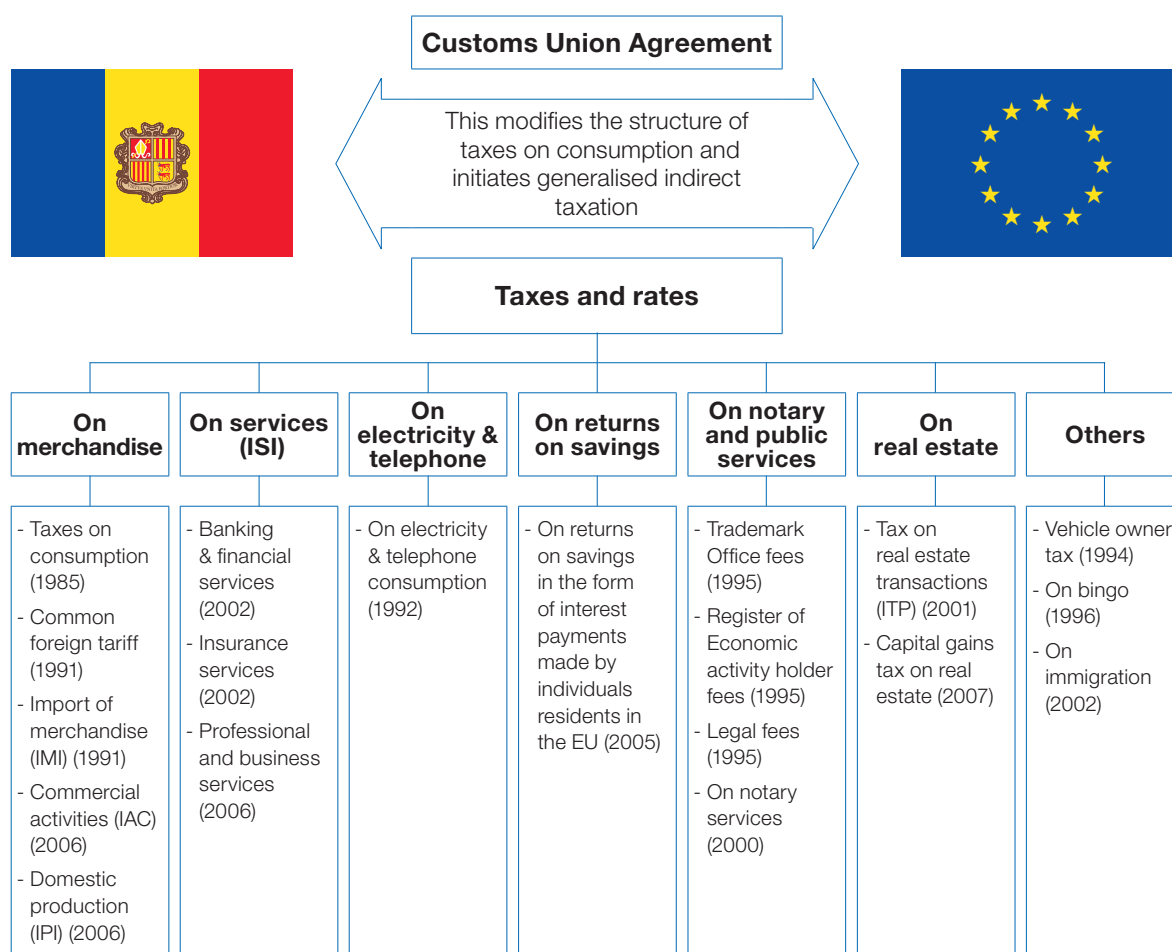 Customs Union Agreement
This modifies the structure of
taxes on consumption and
initiates generalised indirect
taxation
Taxes and rates
On
merchandise
On services
(ISI)
On
electricity &
telephone
On returns
on savings
On notary
and public
services
On
real estate
Others
- Taxes on
consumption
(1985)
- Common
foreign tariff
(1991)
- Import of
merchandise
(IMI) (1991)
- Commercial
activities (IAC)
(2006)
- Domestic
production
(IPI) (2006)
- Banking
& financial
services
(2002)
- Insurance
services
(2002)
- Professional
and business
services
(2006)
- On electricity
& telephone
consumption
(1992)
- On returns
on savings
in the form
of interest
payments
made by
individuals
residents in
the EU (2005)
- Trademark
Office fees
(1995)
- Register of
Economic
activity holder
fees (1995)
- Legal fees
(1995)
- On notary
services
(2000)
- Tax on
real estate
transactions
(ITP) (2001)
- Capital gains
tax on real
estate (2007)
- Vehicle owner
tax (1994)
- On bingo
(1996)
- On
immigration
(2002)